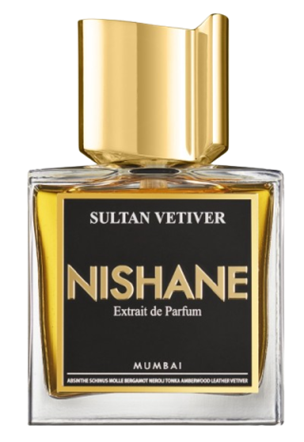 SULTAN VETIVER
NISHANE
Extrait de Parfum
MUMBAI
ABSINTHE SCHINUS MOLLE BERGAMOT NEROLI TONKA AMBERWOOD LEATHER VETIVER